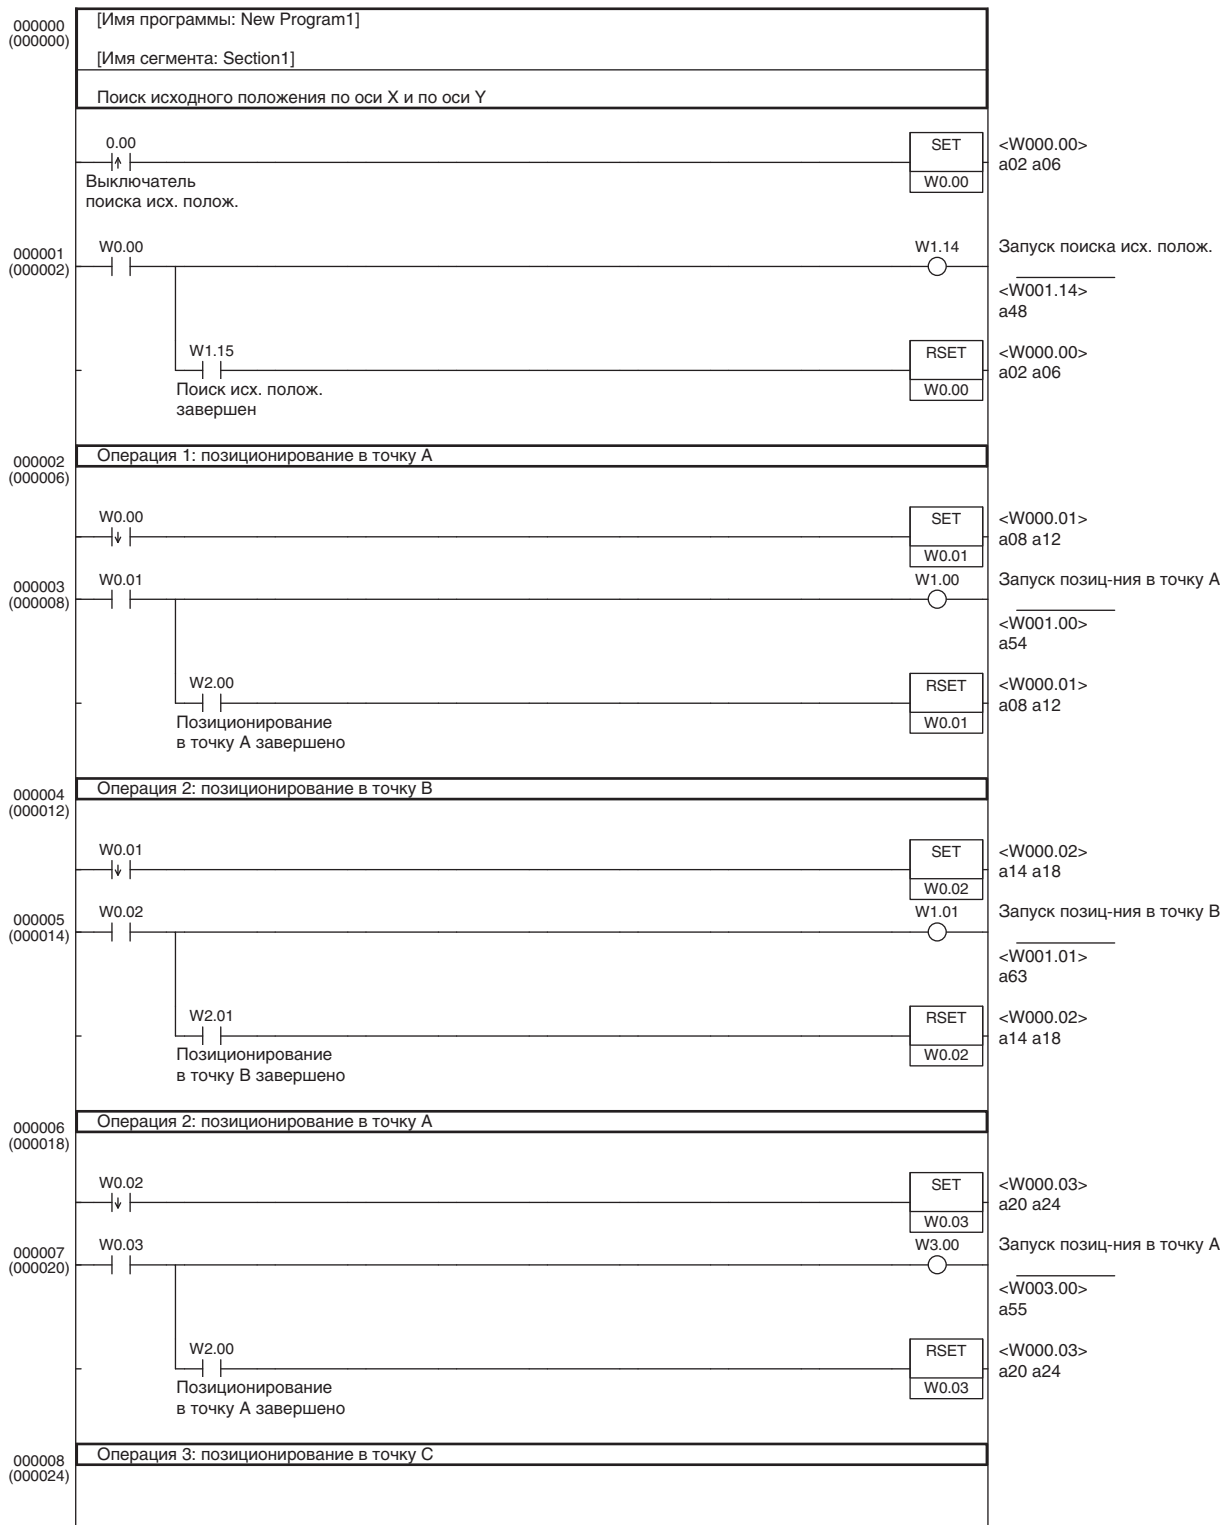 000000
(000000)
[Имя программы: New Program1]
[Имя сегмента: Section1]
Поиск исходного положения по оси X и по оси Y
0.00
Выключатель
поиска исх. полож.
SET
W0.00
<W000.00>
a02 a06
000001
(000002)
W0.00
W1.14
Запуск поиска исх. полож.
<W001.14>
a48
W1.15
Поиск исх. полож.
завершен
RSET
W0.00
<W000.00>
a02 a06
000002
(000006)
Операция 1: позиционирование в точку A
W0.00
SET
W0.01
<W000.01>
a08 a12
000003
(000008)
W0.01
W1.00
Запуск позиц-ния в точку A
<W001.00>
a54
W2.00
Позиционирование
в точку A завершено
RSET
W0.01
<W000.01>
a08 a12
000004
(000012)
Операция 2: позиционирование в точку B
W0.01
SET
W0.02
<W000.02>
a14 a18
000005
(000014)
W0.02
W1.01
Запуск позиц-ния в точку B
<W001.01>
a63
W2.01
Позиционирование
в точку B завершено
RSET
W0.02
<W000.02>
a14 a18
000006
(000018)
Операция 2: позиционирование в точку A
W0.02
SET
W0.03
<W000.03>
a20 a24
000007
(000020)
W0.03
W3.00
Запуск позиц-ния в точку A
<W003.00>
a55
W2.00
Позиционирование
в точку A завершено
RSET
W0.03
<W000.03>
a20 a24
000008
(000024)
Операция 3: позиционирование в точку C